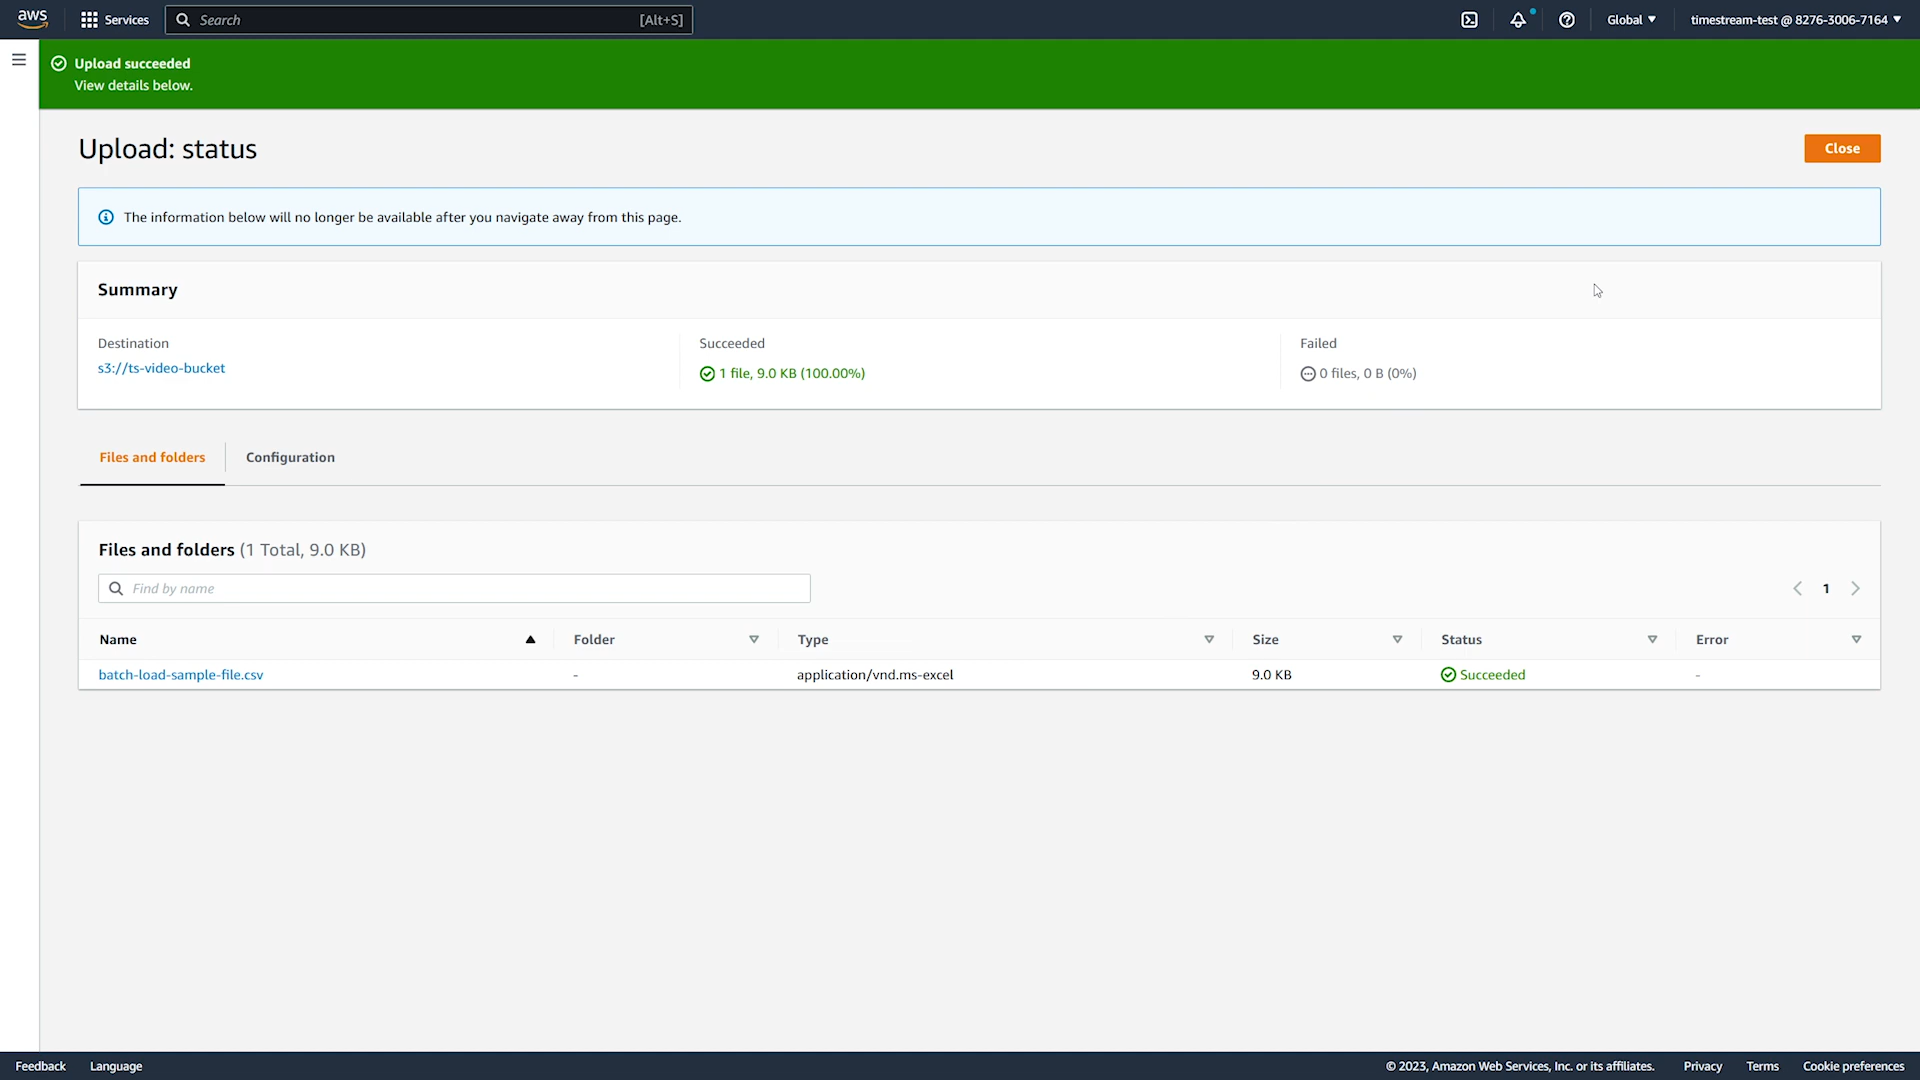 aws Services Search [Alt+S] Global timestream-test @ 8276-3006-7164
Upload succeeded
View details below.
Upload: status
Close
The information below will no longer be available after you navigate away from this page.
Summary
Destination
s3://ts-video-bucket
Succeeded
1 file, 9.0 KB (100.00%)
Failed
0 files, 0 B (0%)
Files and folders
Configuration
Files and folders (1 Total, 9.0 KB)
Find by name
1
Name Folder Type Size Status Error
batch-load-sample-file.csv - application/vnd.ms-excel 9.0 KB Succeeded -
Feedback Language © 2023, Amazon Web Services, Inc. or its affiliates. Privacy Terms Cookie preferences